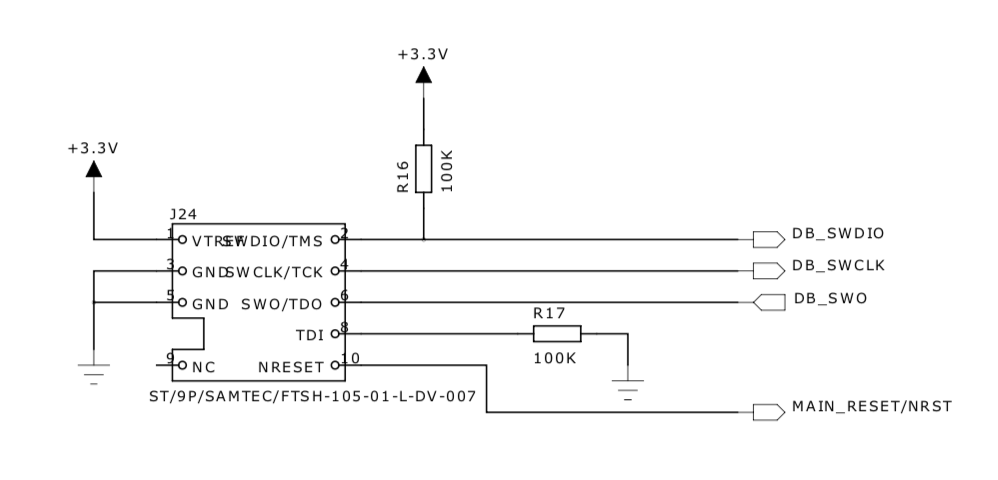 +3.3V
+3.3V
R16
100K
J24
1
VTREF
SWDIO/TMS
2
DB_SWDIO
3
GND
SWCLK/TCK
4
DB_SWCLK
5
GND
SWO/TDO
6
DB_SWO
R17
TDI
8
100K
9
NC
NRESET
10
ST/9P/SAMTEC/FTSH-105-01-L-DV-007
MAIN_RESET/NRST